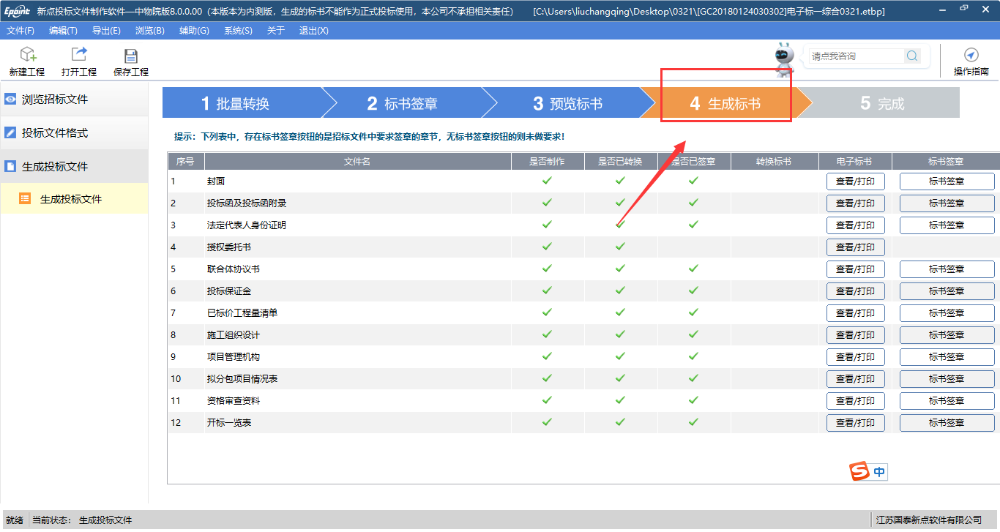 Epoint 新点投标文件制作软件—中物院版8.0.0.00（本版本为内测版，生成的标书不能作为正式投标使用，本公司不承担相关责任） [C:\Users\liuchangqing\Desktop\0321\[GC20180124030302]电子标一综合0321.etbp]
文件(F) 编辑(T) 导出(E) 浏览(B) 辅助(G) 系统(S) 关于 退出(X)
请点我咨询
新建工程 打开工程 保存工程 操作指南
浏览招标文件
投标文件格式
生成投标文件
生成投标文件
1 批量转换 2 标书签章 3 预览标书 4 生成标书 5 完成
提示：下列表中，存在标书签章按钮的是招标文件中要求签章的章节，无标书签章按钮的则未做要求！
序号 文件名 是否制作 是否已转换 是否已签章 转换标书 电子标书 标书签章
1 封面 查看/打印 标书签章
2 投标函及投标函附录 查看/打印 标书签章
3 法定代表人身份证明 查看/打印 标书签章
4 授权委托书 查看/打印
5 联合体协议书 查看/打印 标书签章
6 投标保证金 查看/打印 标书签章
7 已标价工程量清单 查看/打印 标书签章
8 施工组织设计 查看/打印 标书签章
9 项目管理机构 查看/打印 标书签章
10 拟分包项目情况表 查看/打印 标书签章
11 资格审查资料 查看/打印 标书签章
12 开标一览表 查看/打印 标书签章
S 中
就绪 当前状态： 生成投标文件 江苏国泰新点软件有限公司